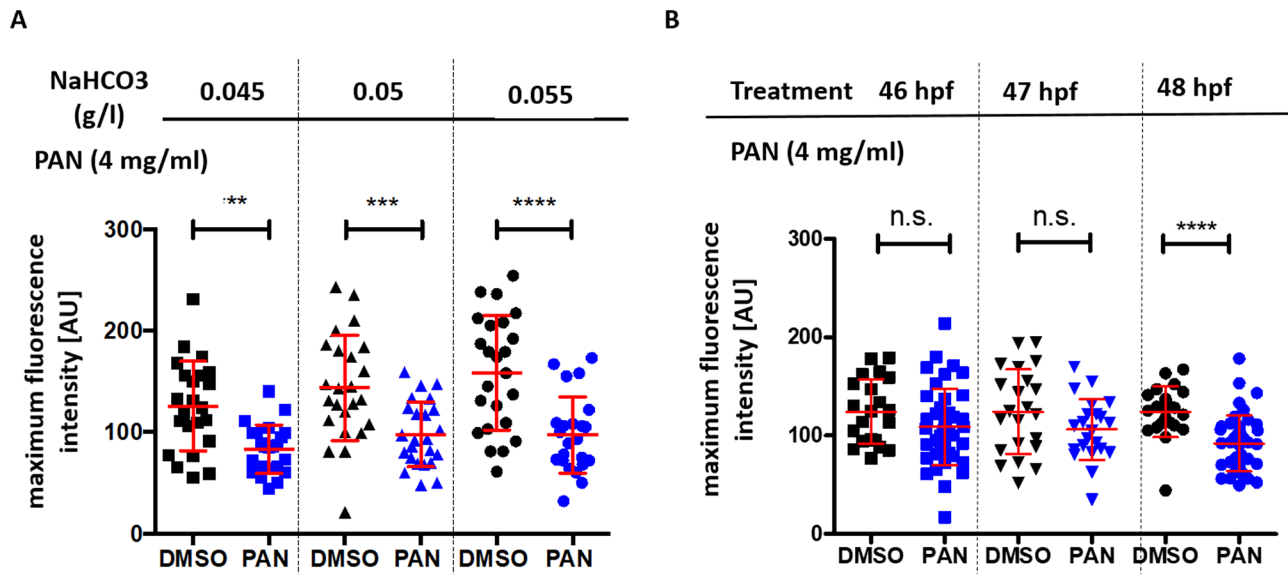 A
NaHCO3
(g/l)
0.045
0.05
0.055
PAN (4 mg/ml)
***
***
****
maximum fluorescence
intensity [AU]
300
200
100
0
DMSO
PAN
DMSO
PAN
DMSO
PAN
B
Treatment
46 hpf
47 hpf
48 hpf
PAN (4 mg/ml)
n.s.
n.s.
****
maximum fluorescence
intensity [AU]
300
200
100
0
DMSO
PAN
DMSO
PAN
DMSO
PAN